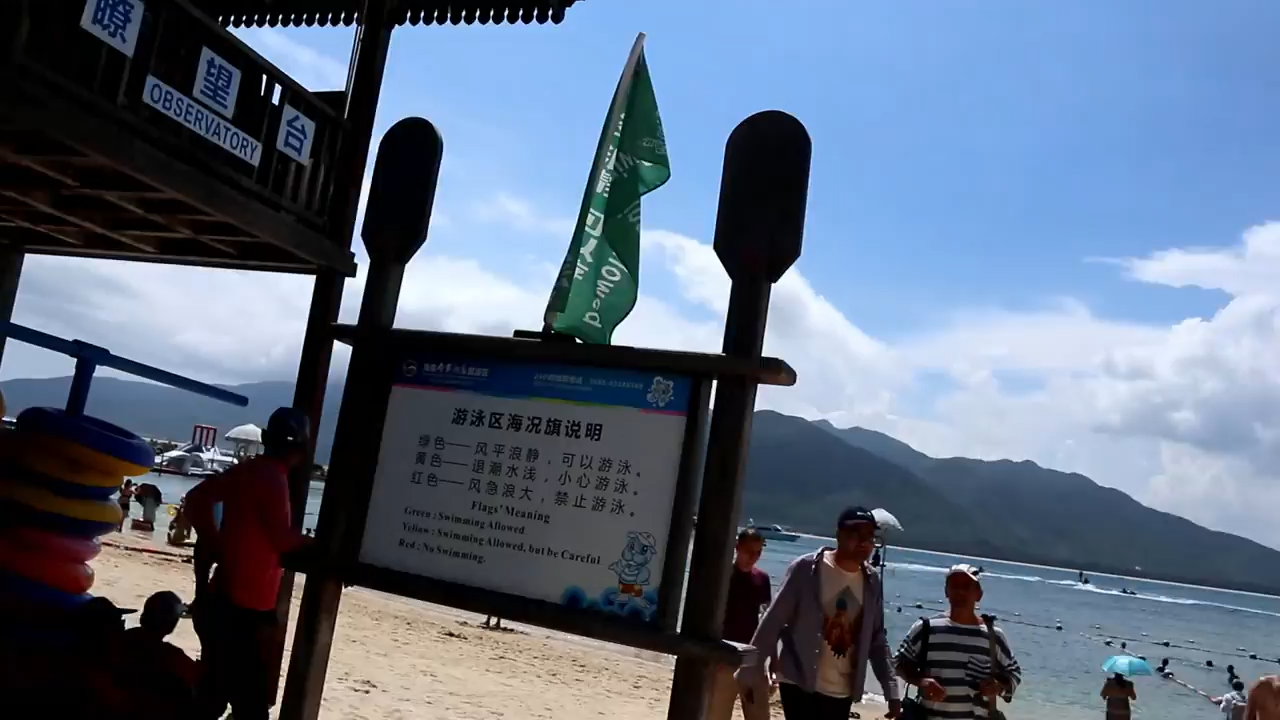 瞭望台
OBSERVATORY
游泳区海况旗说明
绿色——风平浪静，可以游泳。
黄色——退潮水浅，小心游泳。
红色——风急浪大，禁止游泳。
Flags' Meaning
Green : Swimming Allowed
Yellow : Swimming Allowed, but be Careful
Red : No Swimming.